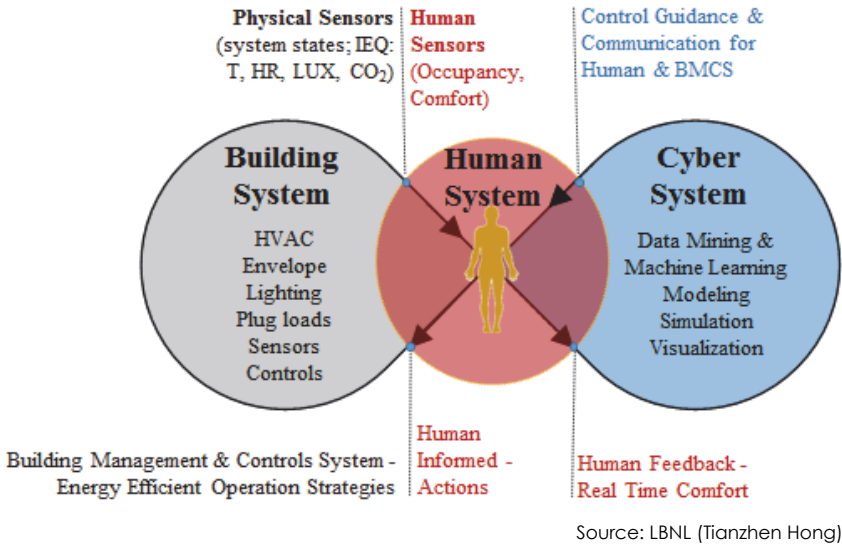 Physical Sensors
(system states; IEQ:
T, HR, LUX, CO₂)
Human
Sensors
(Occupancy,
Comfort)
Control Guidance &
Communication for
Human & BMCS
Building
System
HVAC
Envelope
Lighting
Plug loads
Sensors
Controls
Human
System
Cyber
System
Data Mining &
Machine Learning
Modeling
Simulation
Visualization
Building Management & Controls System -
Energy Efficient Operation Strategies
Human
Informed -
Actions
Human Feedback -
Real Time Comfort
Source: LBNL (Tianzhen Hong)